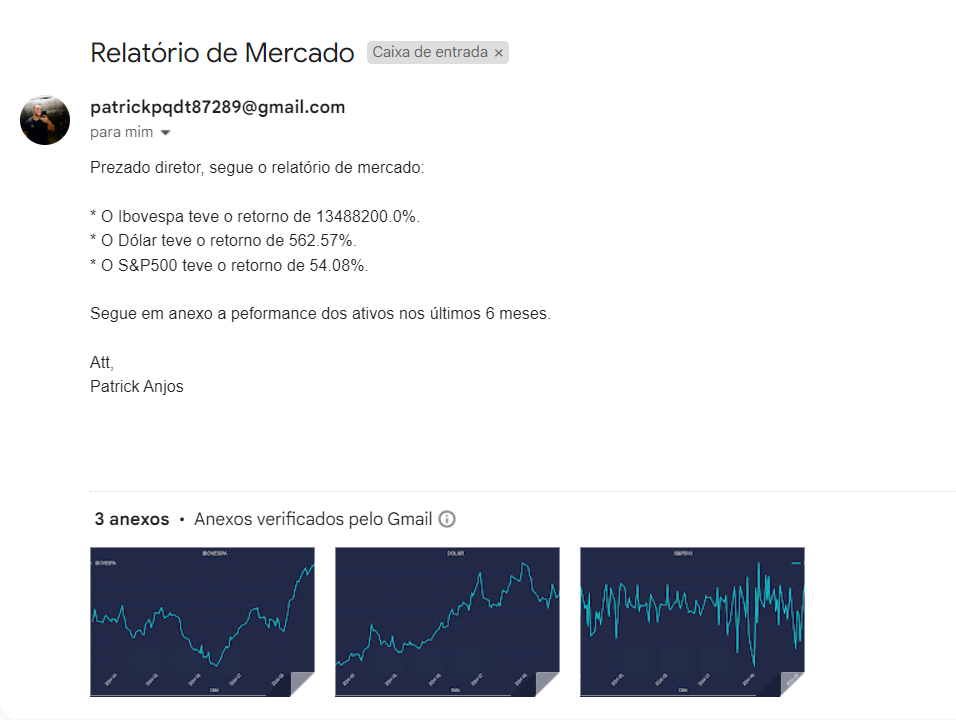 Relatório de Mercado Caixa de entrada ×
patrickpqdt87289@gmail.com
para mim
Prezado diretor, segue o relatório de mercado:
* O Ibovespa teve o retorno de 13488200.0%.
* O Dólar teve o retorno de 562.57%.
* O S&P500 teve o retorno de 54.08%.
Segue em anexo a peformance dos ativos nos últimos 6 meses.
Att,
Patrick Anjos
3 anexos • Anexos verificados pelo Gmail
IBOVESPA DOLAR S&P500
IBOVESPA